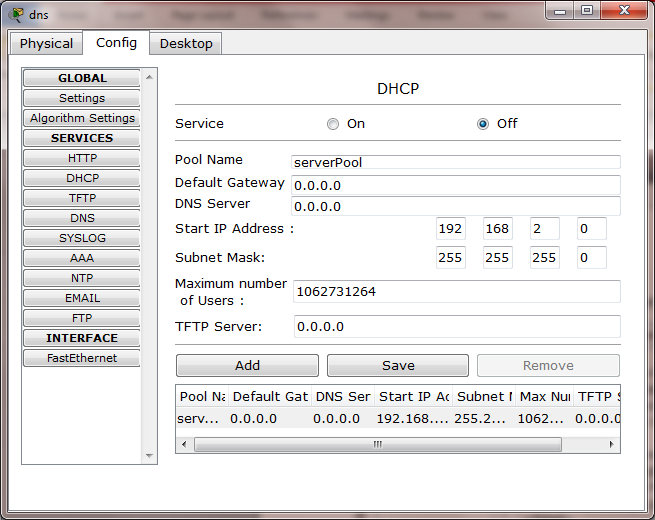 dns
Physical Config Desktop
GLOBAL
Settings
Algorithm Settings
SERVICES
HTTP
DHCP
TFTP
DNS
SYSLOG
AAA
NTP
EMAIL
FTP
INTERFACE
FastEthernet
DHCP
Service On Off
Pool Name serverPool
Default Gateway 0.0.0.0
DNS Server 0.0.0.0
Start IP Address : 192 168 2 0
Subnet Mask: 255 255 255 0
Maximum number
of Users : 1062731264
TFTP Server: 0.0.0.0
Add Save Remove
Pool Na Default Gat DNS Ser Start IP Ac Subnet M Max Nur TFTP S
serv... 0.0.0.0 0.0.0.0 192.168.... 255.2... 1062... 0.0.0.0